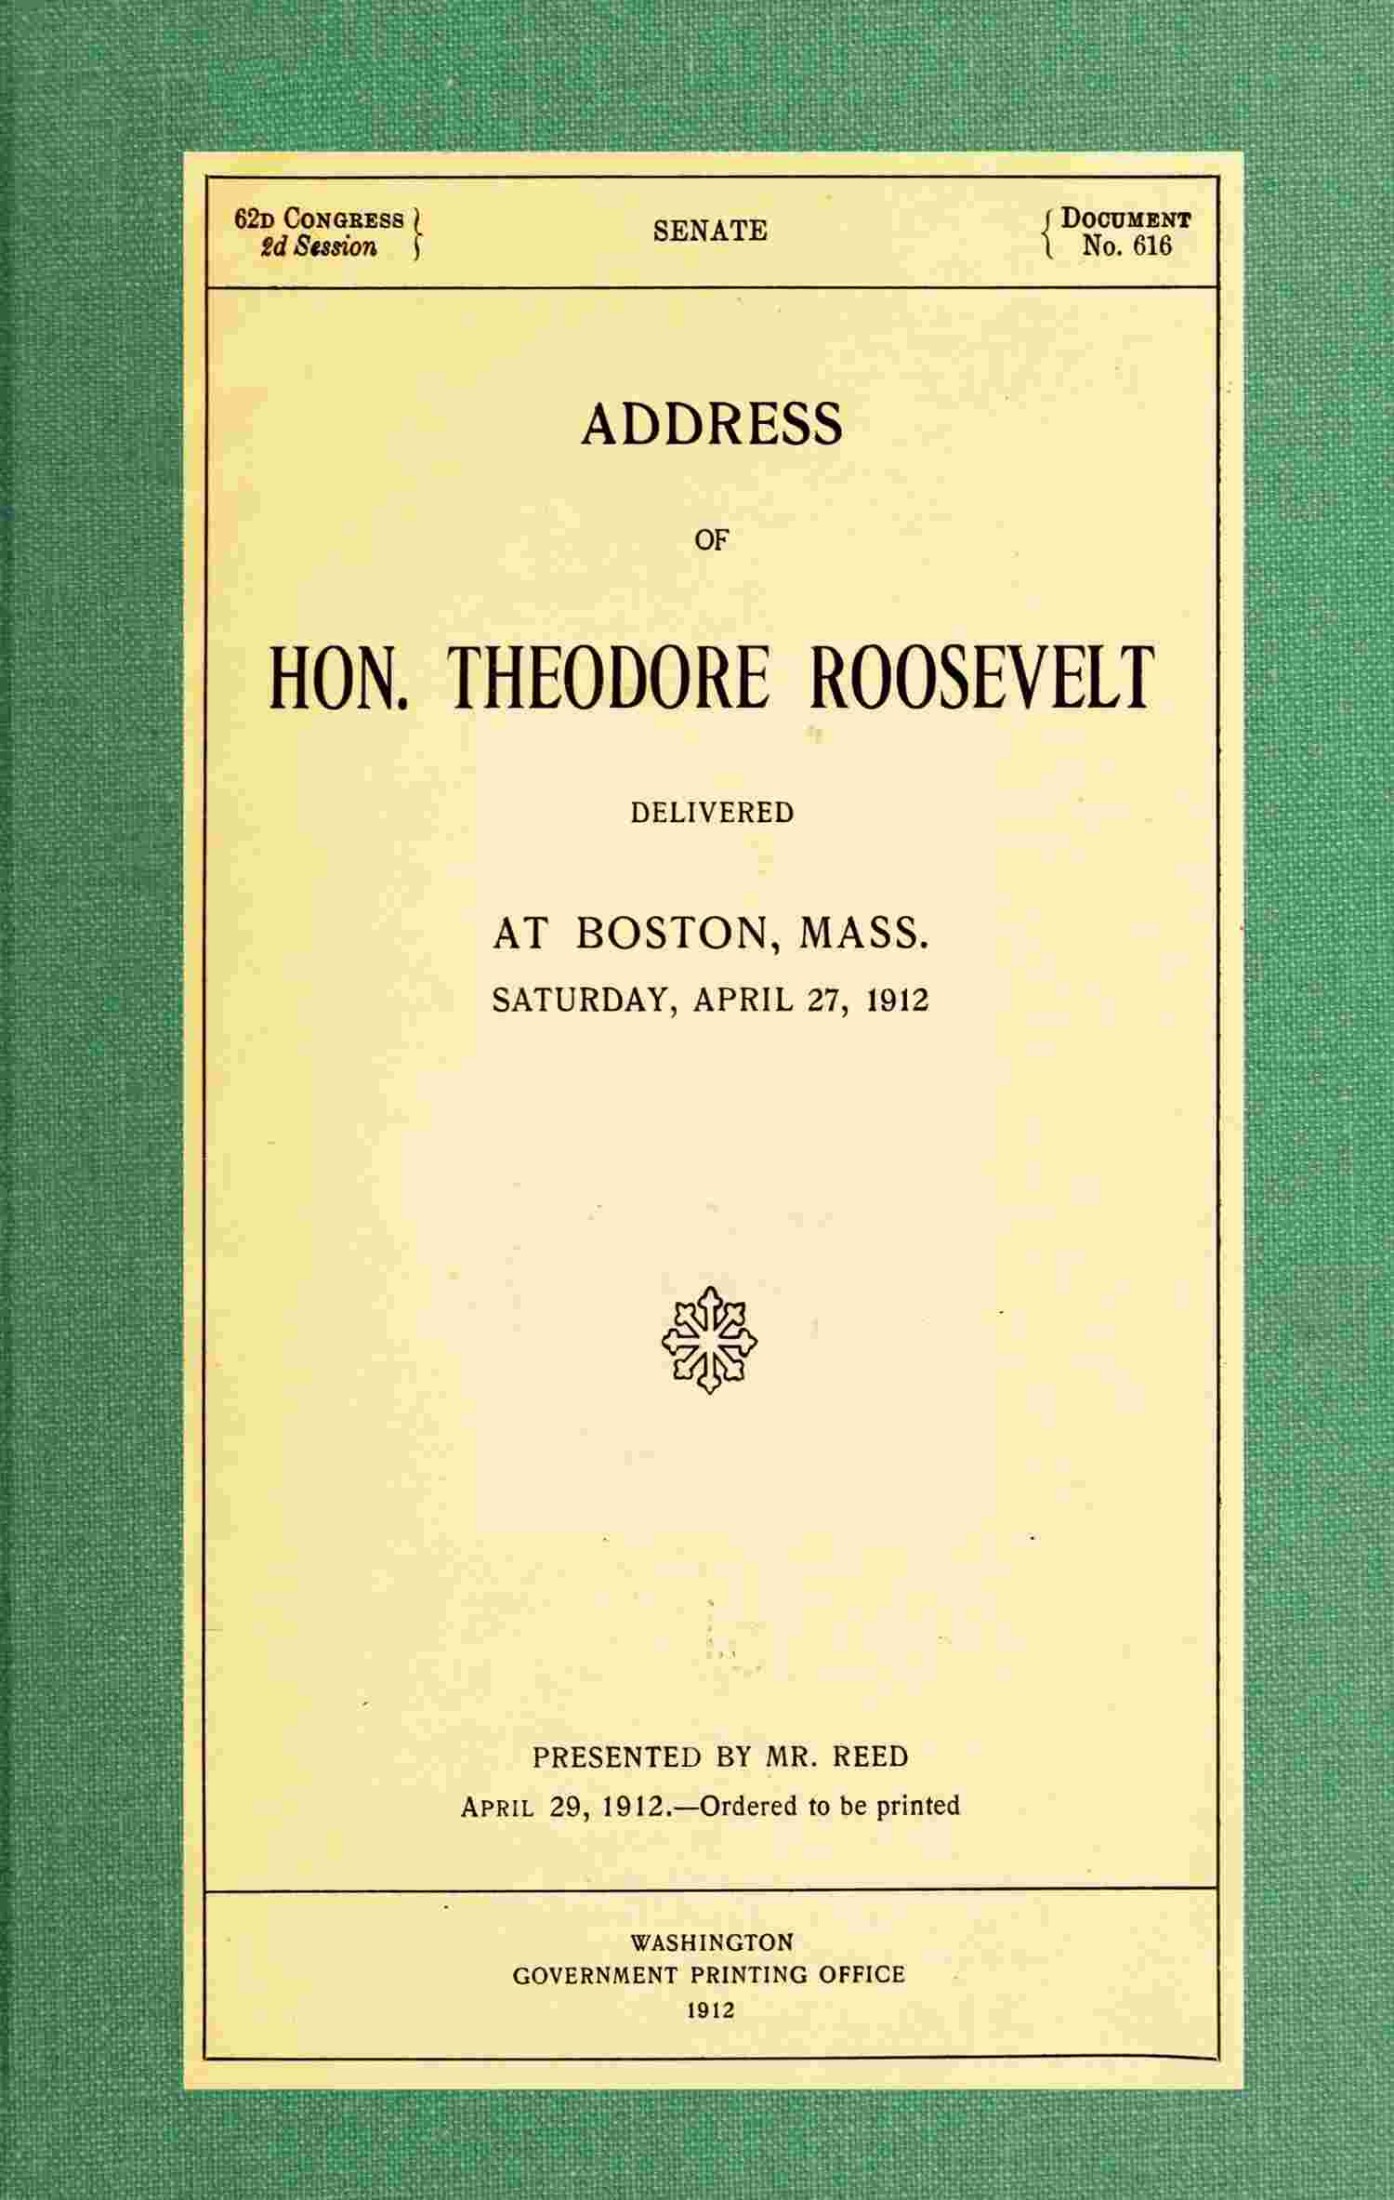 62D CONGRESS
2d Session
SENATE
DOCUMENT
No. 616
ADDRESS
OF
HON. THEODORE ROOSEVELT
DELIVERED
AT BOSTON, MASS.
SATURDAY, APRIL 27, 1912
PRESENTED BY MR. REED
APRIL 29, 1912.—Ordered to be printed
WASHINGTON
GOVERNMENT PRINTING OFFICE
1912